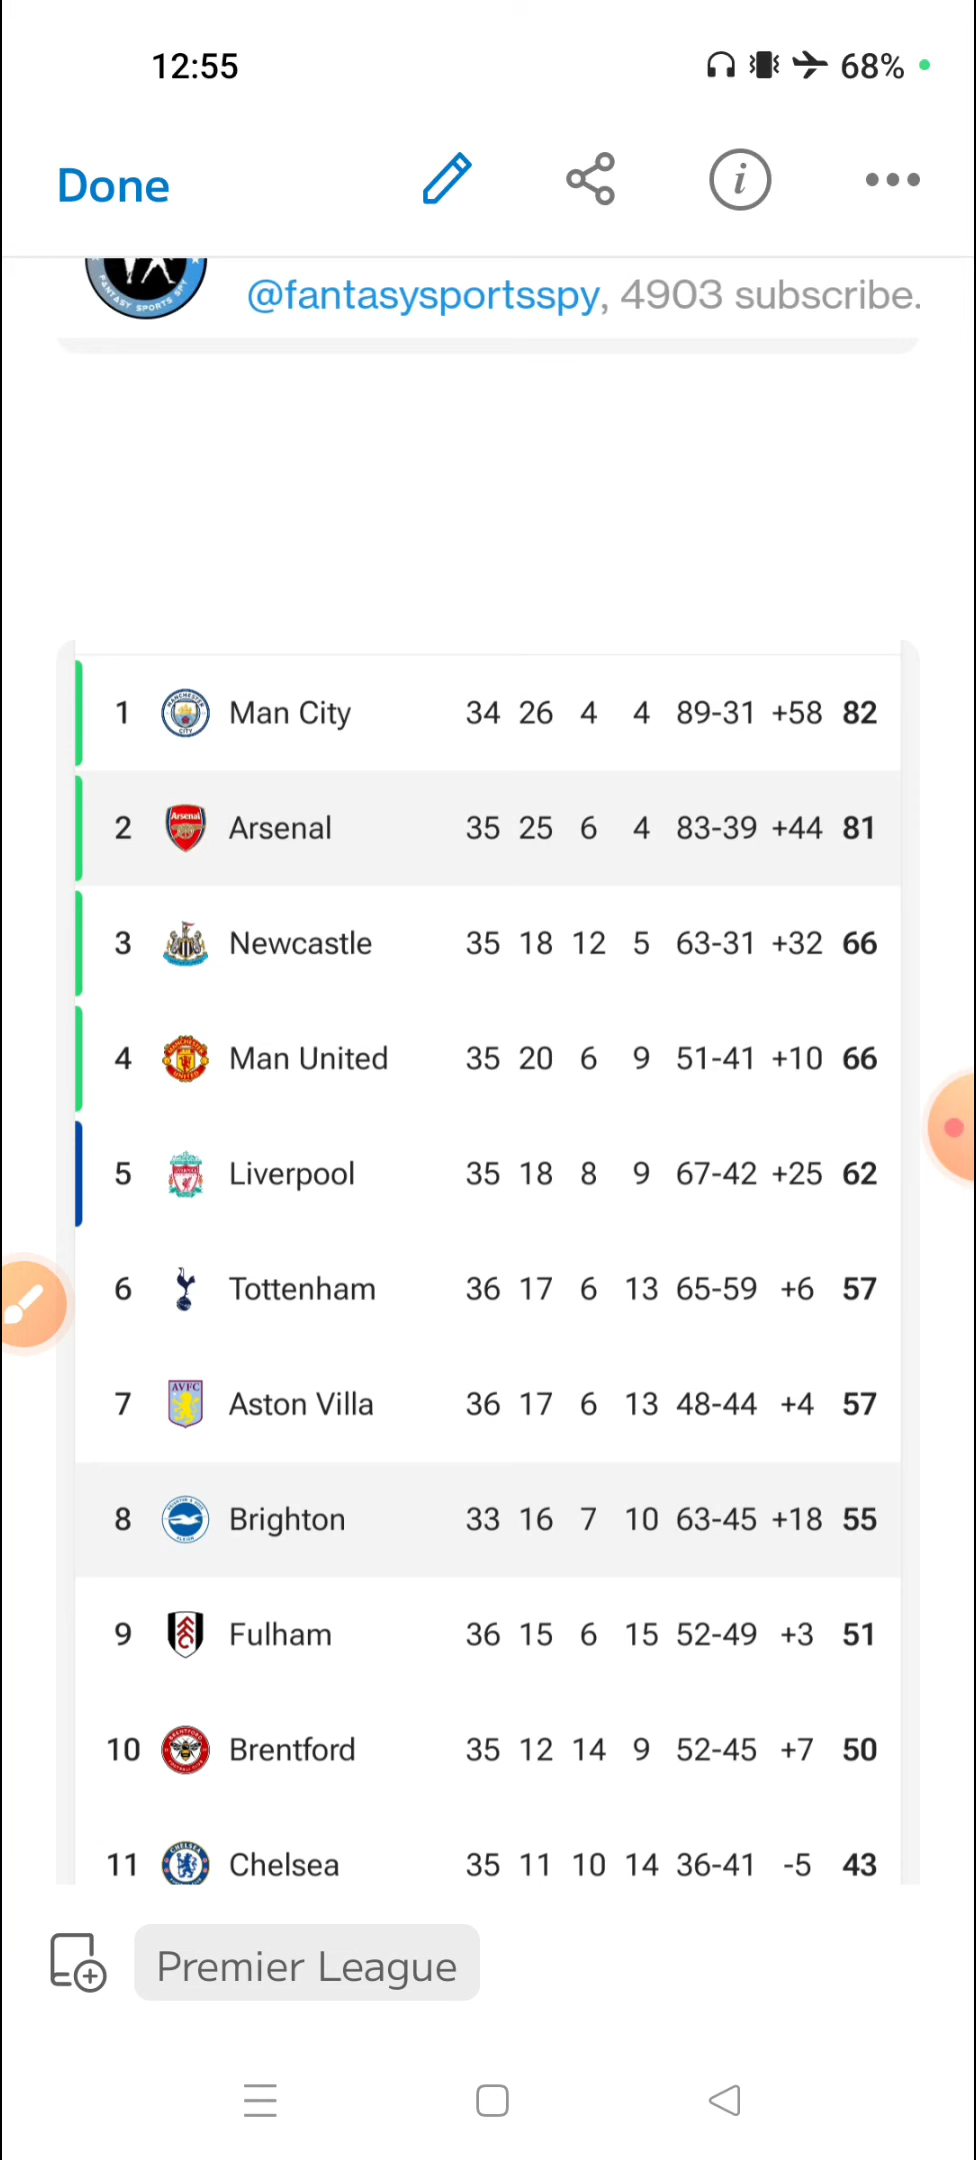 12:55 68%
Done
FANTASY SPORTS SPY
@fantasysportsspy, 4903 subscribe.
1 Man City 34 26 4 4 89-31 +58 82
2 Arsenal 35 25 6 4 83-39 +44 81
3 Newcastle 35 18 12 5 63-31 +32 66
4 Man United 35 20 6 9 51-41 +10 66
5 Liverpool 35 18 8 9 67-42 +25 62
6 Tottenham 36 17 6 13 65-59 +6 57
7 AVFC Aston Villa 36 17 6 13 48-44 +4 57
8 Brighton 33 16 7 10 63-45 +18 55
9 Fulham 36 15 6 15 52-49 +3 51
10 Brentford 35 12 14 9 52-45 +7 50
11 Chelsea 35 11 10 14 36-41 -5 43
Premier League